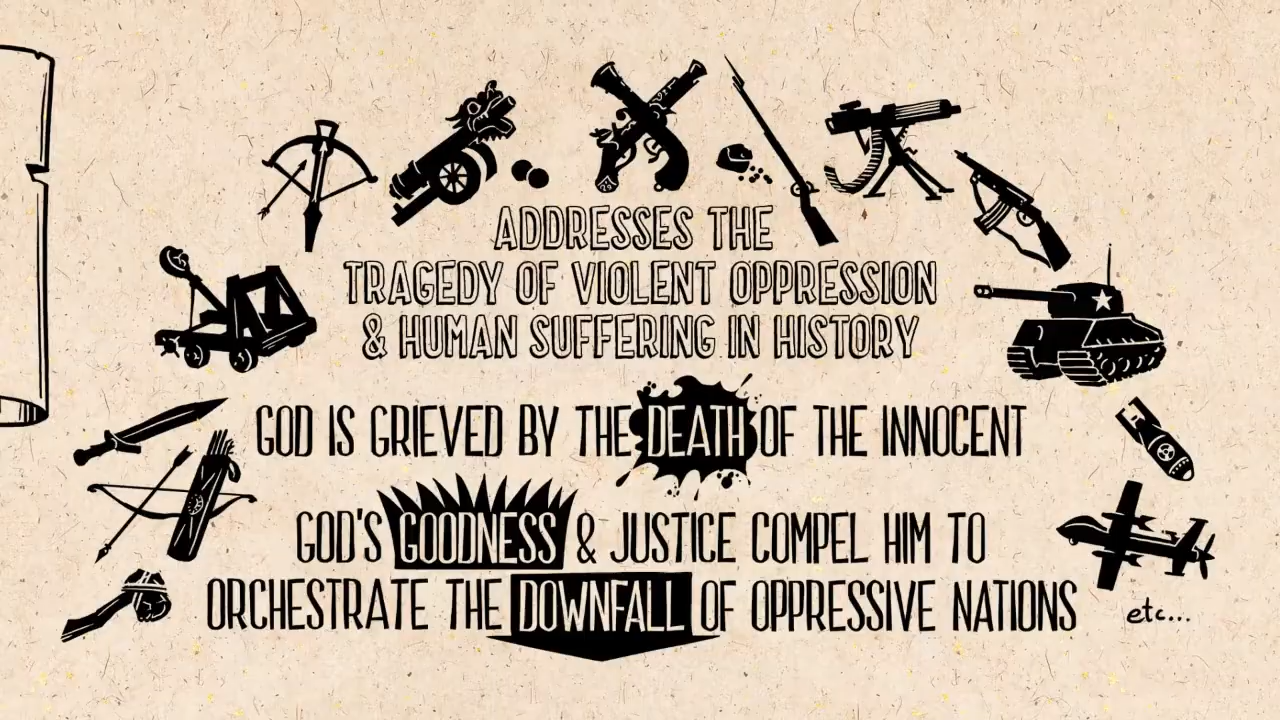 ADDRESSES THE
TRAGEDY OF VIOLENT OPPRESSION
& HUMAN SUFFERING IN HISTORY
GOD IS GRIEVED BY THE DEATH OF THE INNOCENT
GOD'S GOODNESS & JUSTICE COMPEL HIM TO
ORCHESTRATE THE DOWNFALL OF OPPRESSIVE NATIONS
etc...